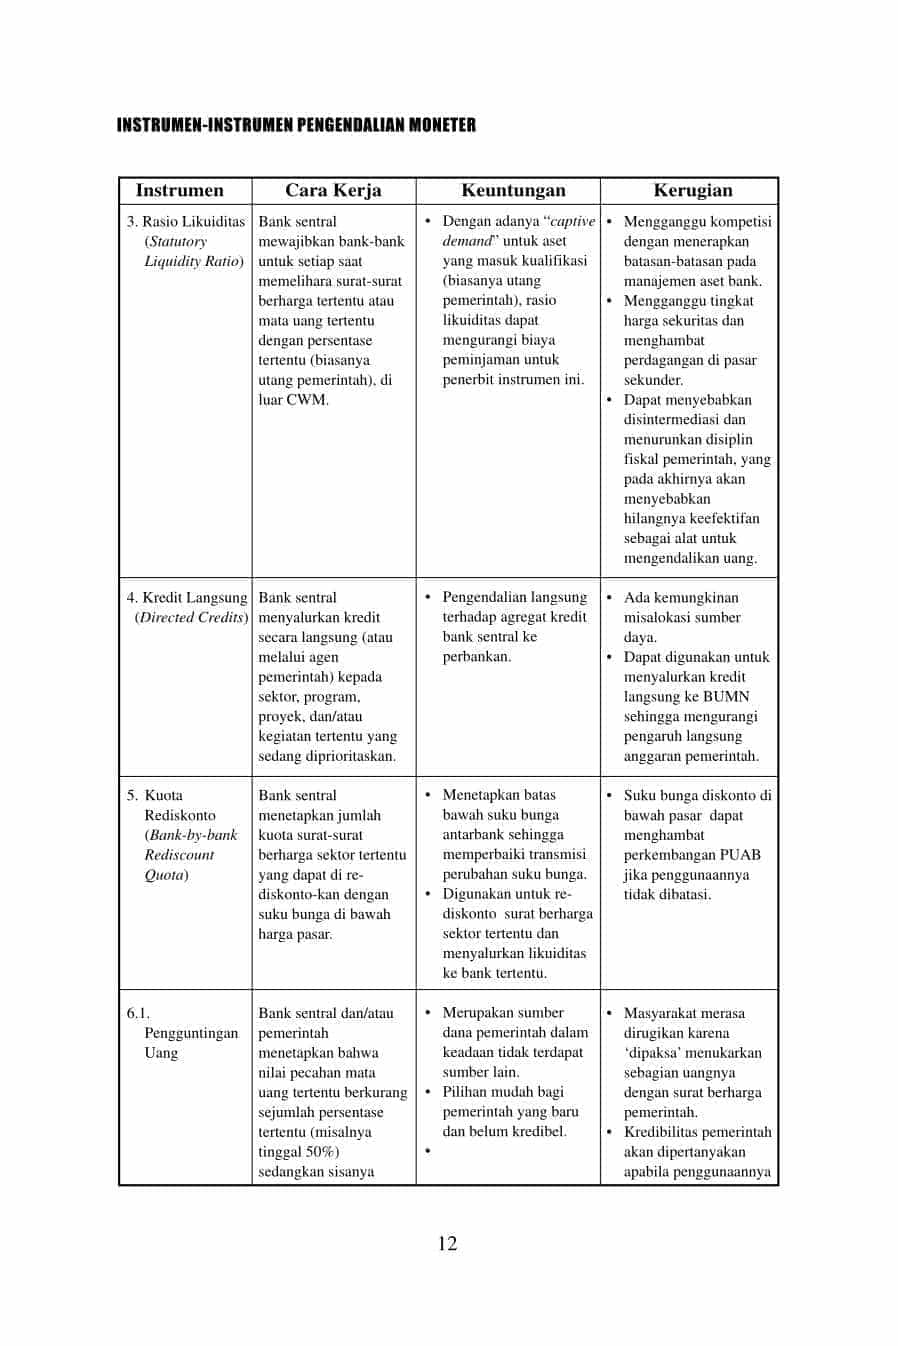 INSTRUMEN-INSTRUMEN PENGENDALIAN MONETER
Instrumen
Cara Kerja
Keuntungan
Kerugian
3. Rasio Likuiditas
(Statutory
Liquidity Ratio)
Bank sentral
mewajibkan bank-bank
untuk setiap saat
memelihara surat-surat
berharga tertentu atau
mata uang tertentu
dengan persentase
tertentu (biasanya
utang pemerintah), di
luar CWM.
• Dengan adanya “captive
demand” untuk aset
yang masuk kualifikasi
(biasanya utang
pemerintah), rasio
likuiditas dapat
mengurangi biaya
peminjaman untuk
penerbit instrumen ini.
• Mengganggu kompetisi
dengan menerapkan
batasan-batasan pada
manajemen aset bank.
• Mengganggu tingkat
harga sekuritas dan
menghambat
perdagangan di pasar
sekunder.
• Dapat menyebabkan
disintermediasi dan
menurunkan disiplin
fiskal pemerintah, yang
pada akhirnya akan
menyebabkan
hilangnya keefektifan
sebagai alat untuk
mengendalikan uang.
4. Kredit Langsung
(Directed Credits)
Bank sentral
menyalurkan kredit
secara langsung (atau
melalui agen
pemerintah) kepada
sektor, program,
proyek, dan/atau
kegiatan tertentu yang
sedang diprioritaskan.
• Pengendalian langsung
terhadap agregat kredit
bank sentral ke
perbankan.
• Ada kemungkinan
misalokasi sumber
daya.
• Dapat digunakan untuk
menyalurkan kredit
langsung ke BUMN
sehingga mengurangi
pengaruh langsung
anggaran pemerintah.
5. Kuota
Rediskonto
(Bank-by-bank
Rediscount
Quota)
Bank sentral
menetapkan jumlah
kuota surat-surat
berharga sektor tertentu
yang dapat di re-
diskonto-kan dengan
suku bunga di bawah
harga pasar.
• Menetapkan batas
bawah suku bunga
antarbank sehingga
memperbaiki transmisi
perubahan suku bunga.
• Digunakan untuk re-
diskonto surat berharga
sektor tertentu dan
menyalurkan likuiditas
ke bank tertentu.
• Suku bunga diskonto di
bawah pasar dapat
menghambat
perkembangan PUAB
jika penggunaannya
tidak dibatasi.
6.1.
Pengguntingan
Uang
Bank sentral dan/atau
pemerintah
menetapkan bahwa
nilai pecahan mata
uang tertentu berkurang
sejumlah persentase
tertentu (misalnya
tinggal 50%)
sedangkan sisanya
• Merupakan sumber
dana pemerintah dalam
keadaan tidak terdapat
sumber lain.
• Pilihan mudah bagi
pemerintah yang baru
dan belum kredibel.
•
• Masyarakat merasa
dirugikan karena
‘dipaksa’ menukarkan
sebagian uangnya
dengan surat berharga
pemerintah.
• Kredibilitas pemerintah
akan dipertanyakan
apabila penggunaannya
12